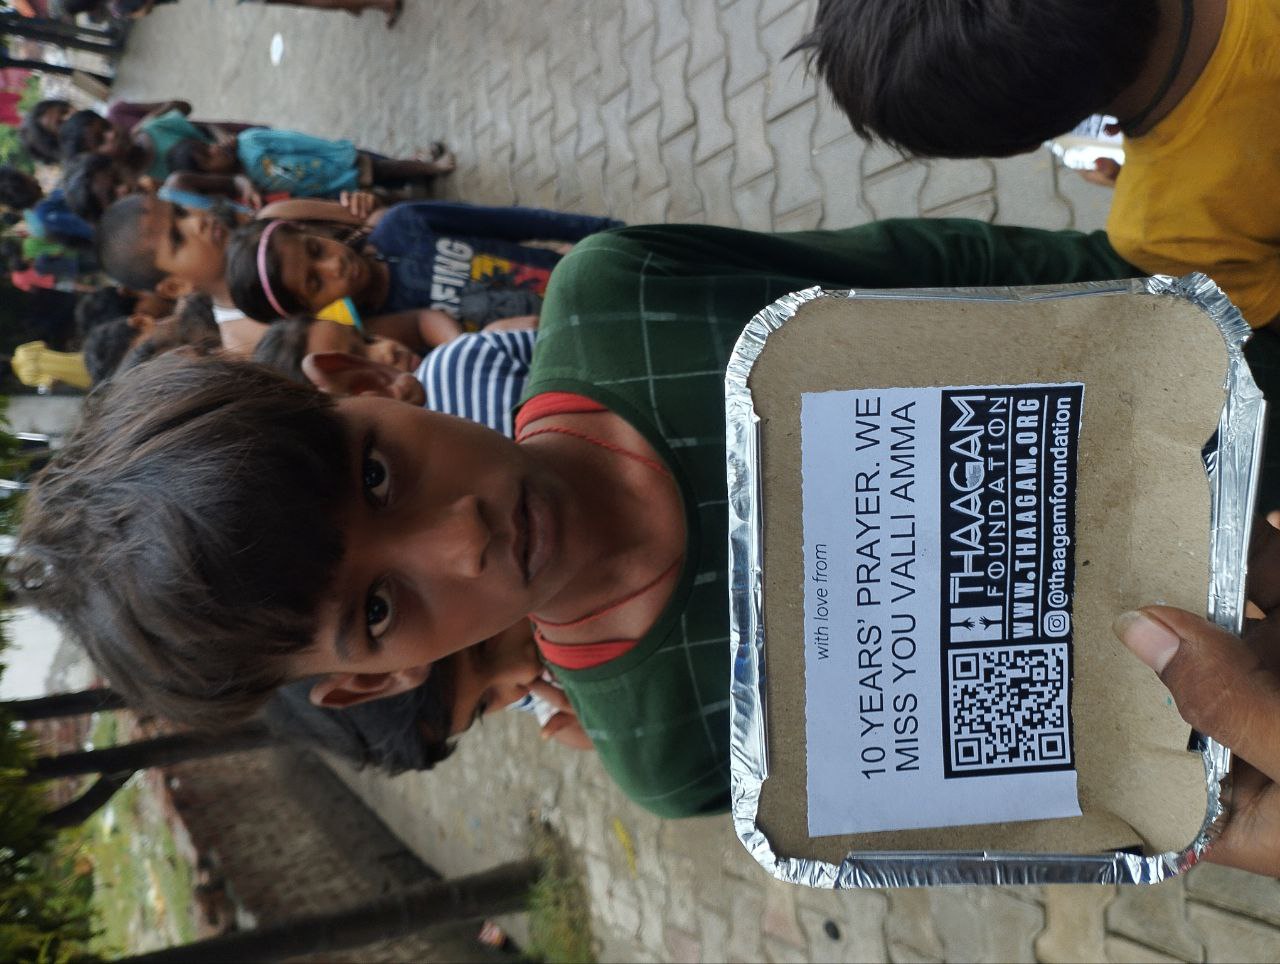 with love from
10 YEARS’ PRAYER. WE
MISS YOU VALLI AMMA
THAAGAM
FOUNDATION
WWW.THAAGAM.ORG
@thaagamfoundation